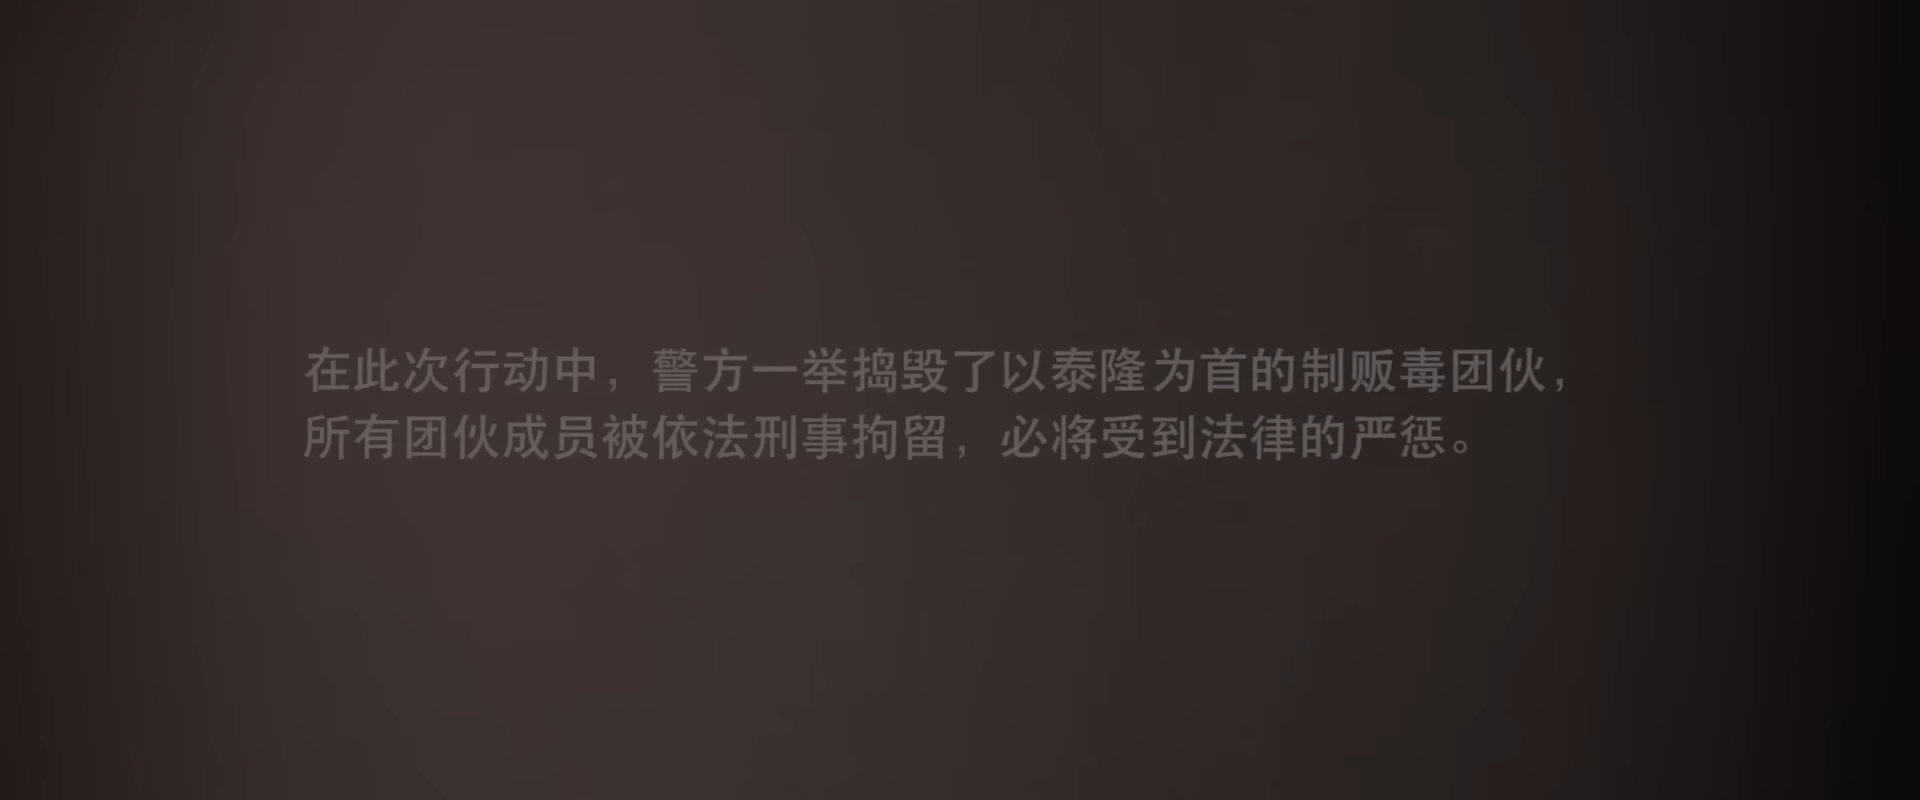 在此次行动中，警方一举捣毁了以泰隆为首的制贩毒团伙，
所有团伙成员被依法刑事拘留，必将受到法律的严惩。